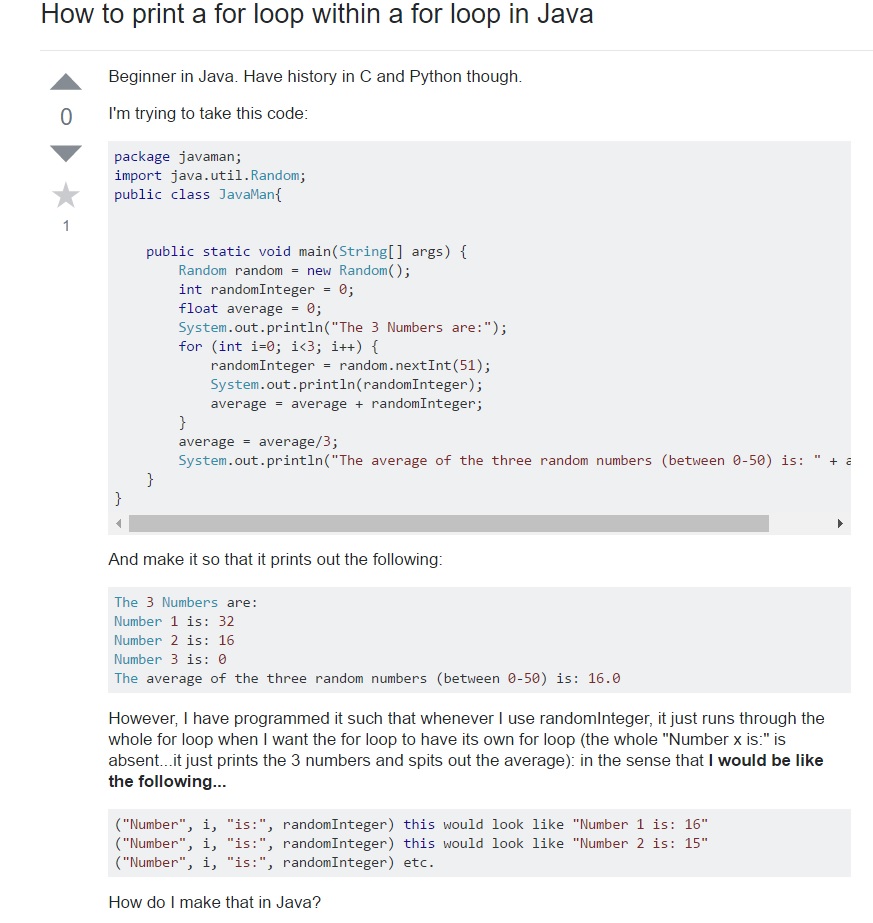 How to print a for loop within a for loop in Java
Beginner in Java. Have history in C and Python though.
0
I'm trying to take this code:
1
package javaman;
import java.util.Random;
public class JavaMan{
public static void main(String[] args) {
Random random = new Random();
int randomInteger = 0;
float average = 0;
System.out.println("The 3 Numbers are:");
for (int i=0; i<3; i++) {
randomInteger = random.nextInt(51);
System.out.println(randomInteger);
average = average + randomInteger;
}
average = average/3;
System.out.println("The average of the three random numbers (between 0-50) is: " + a
}
}
And make it so that it prints out the following:
The 3 Numbers are:
Number 1 is: 32
Number 2 is: 16
Number 3 is: 0
The average of the three random numbers (between 0-50) is: 16.0
However, I have programmed it such that whenever I use randomInteger, it just runs through the
whole for loop when I want the for loop to have its own for loop (the whole "Number x is:" is
absent...it just prints the 3 numbers and spits out the average): in the sense that I would be like
the following...
("Number", i, "is:", randomInteger) this would look like "Number 1 is: 16"
("Number", i, "is:", randomInteger) this would look like "Number 2 is: 15"
("Number", i, "is:", randomInteger) etc.
How do I make that in Java?